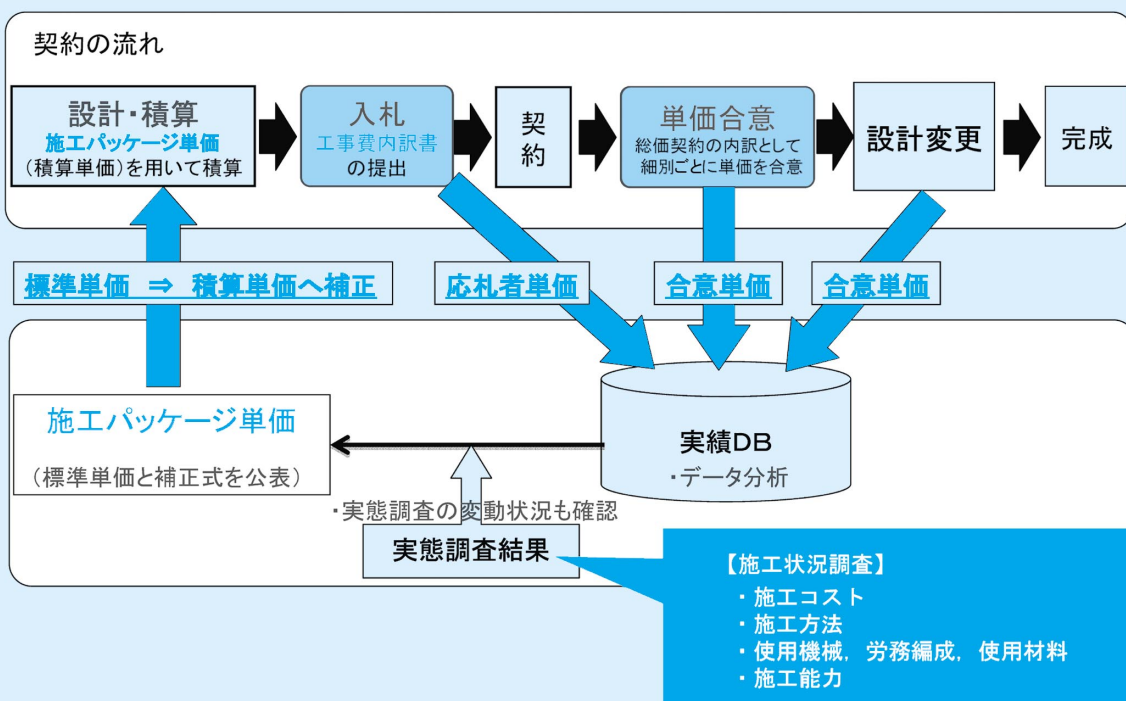 契約の流れ
設計・積算
施工パッケージ単価
(積算単価)を用いて積算
入札
工事費内訳書
の提出
契
約
単価合意
総価契約の内訳として
細別ごとに単価を合意
設計変更
完成
標準単価 ⇒ 積算単価へ補正
応札者単価
合意単価
合意単価
施工パッケージ単価
(標準単価と補正式を公表)
実績DB
・データ分析
・実態調査の変動状況も確認
実態調査結果
【施工状況調査】
・施工コスト
・施工方法
・使用機械，労務編成，使用材料
・施工能力